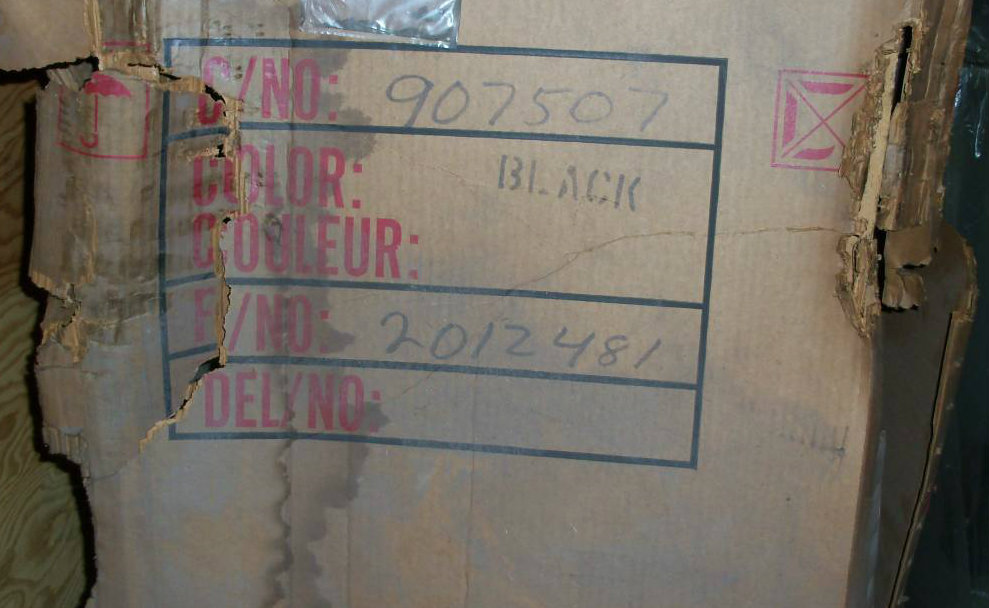 C/NO: 907507
COLOR: BLACK
COULEUR:
F/NO: 2012481
DEL/NO: